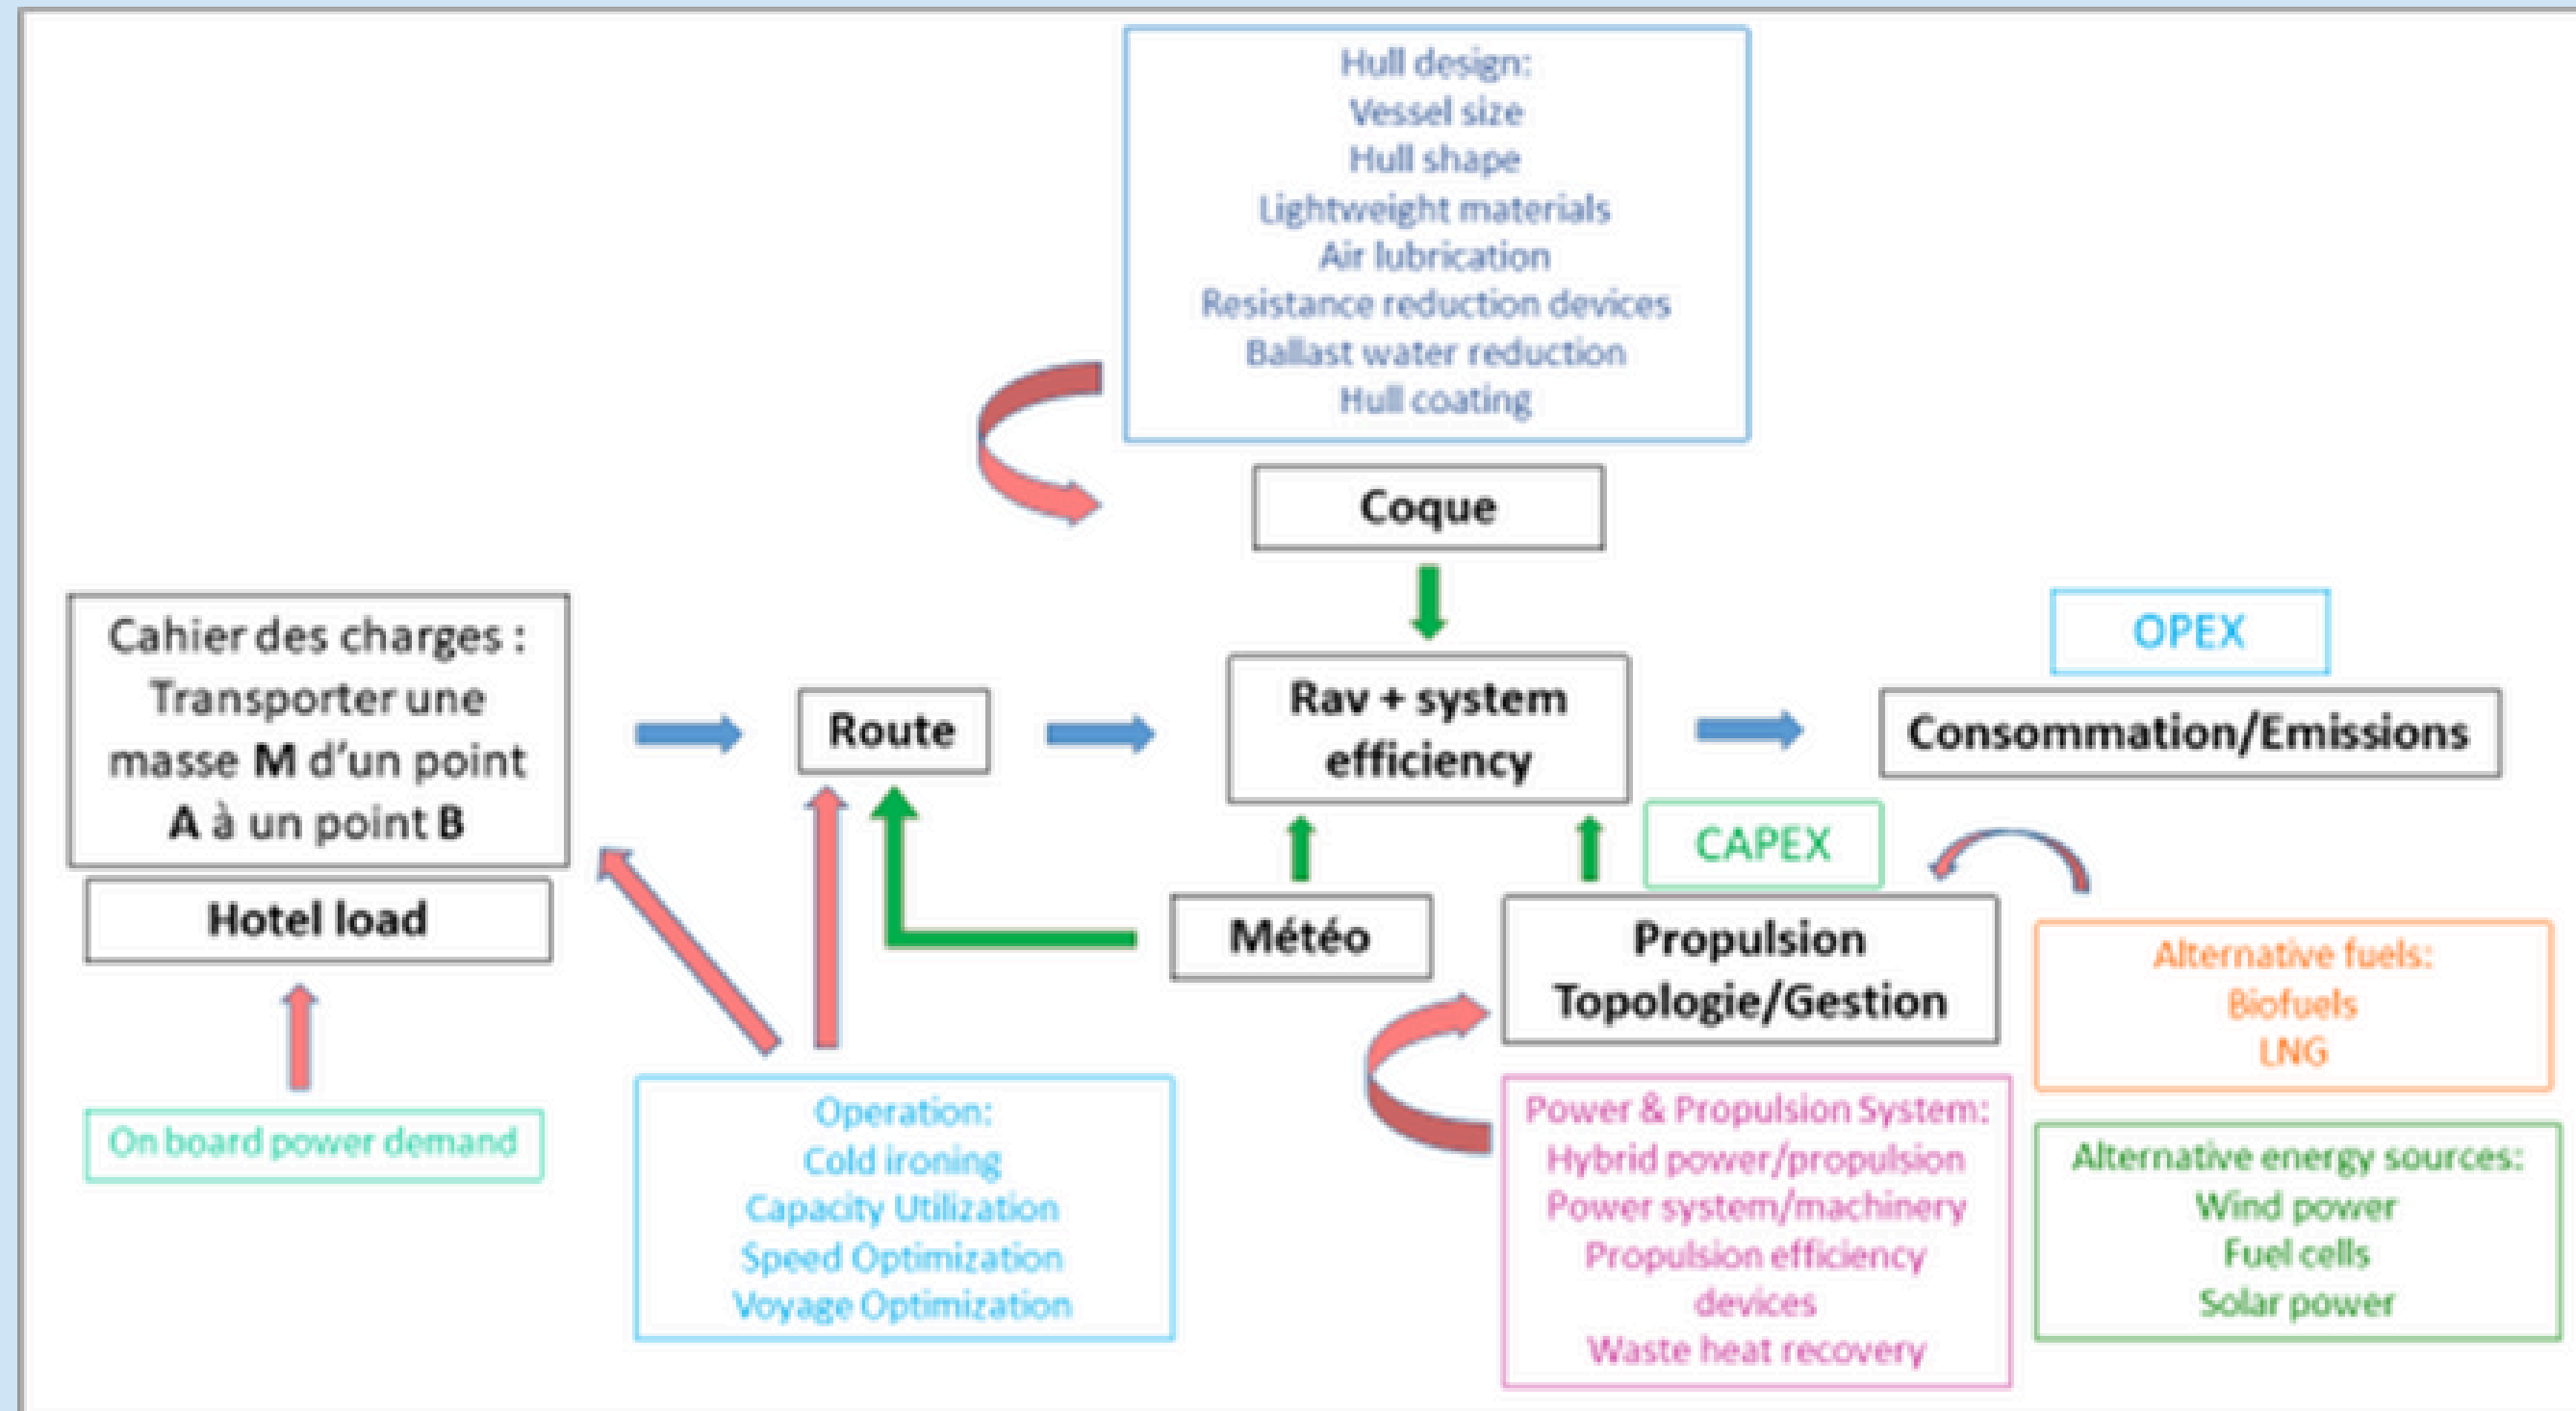 Hull design:
Vessel size
Hull shape
Lightweight materials
Air lubrication
Resistance reduction devices
Ballast water reduction
Hull coating
Coque
Cahier des charges :
Transporter une
masse M d'un point
A à un point B
Hotel load
On board power demand
Route
Operation:
Cold ironing
Capacity Utilization
Speed Optimization
Voyage Optimization
Rav + system
efficiency
Météo
CAPEX
Propulsion
Topologie/Gestion
Power & Propulsion System:
Hybrid power/propulsion
Power system/machinery
Propulsion efficiency
devices
Waste heat recovery
OPEX
Consommation/Emissions
Alternative fuels:
Biofuels
LNG
Alternative energy sources:
Wind power
Fuel cells
Solar power